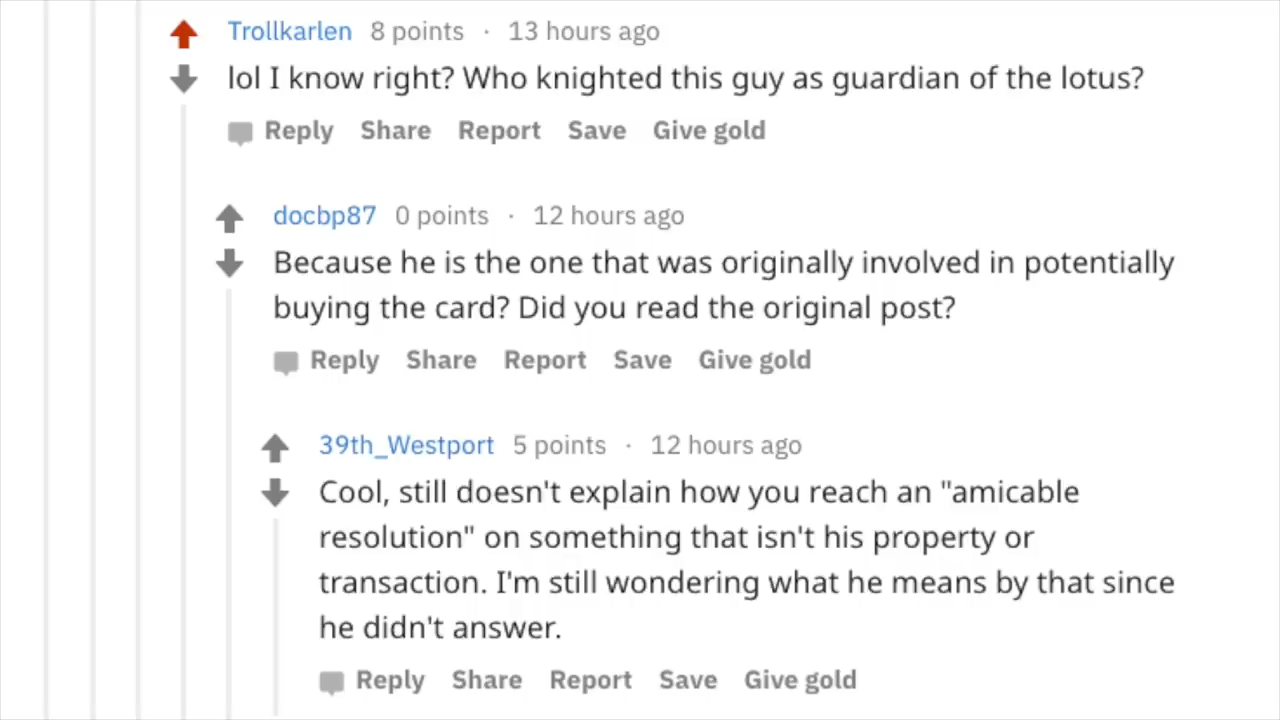 Trollkarlen 8 points · 13 hours ago
lol I know right? Who knighted this guy as guardian of the lotus?
Reply Share Report Save Give gold
docbp87 0 points · 12 hours ago
Because he is the one that was originally involved in potentially
buying the card? Did you read the original post?
Reply Share Report Save Give gold
39th_Westport 5 points · 12 hours ago
Cool, still doesn't explain how you reach an "amicable
resolution" on something that isn't his property or
transaction. I'm still wondering what he means by that since
he didn't answer.
Reply Share Report Save Give gold